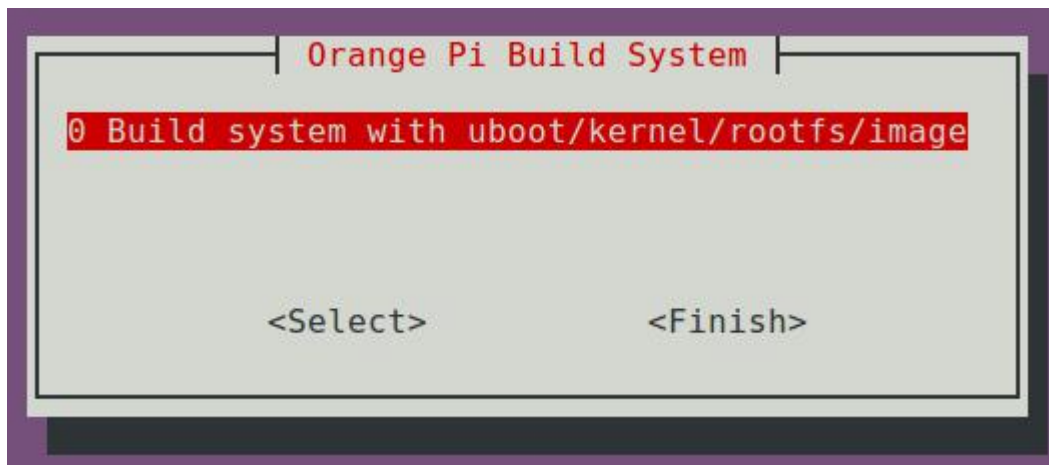 Orange Pi Build System
0 Build system with uboot/kernel/rootfs/image
<Select> <Finish>